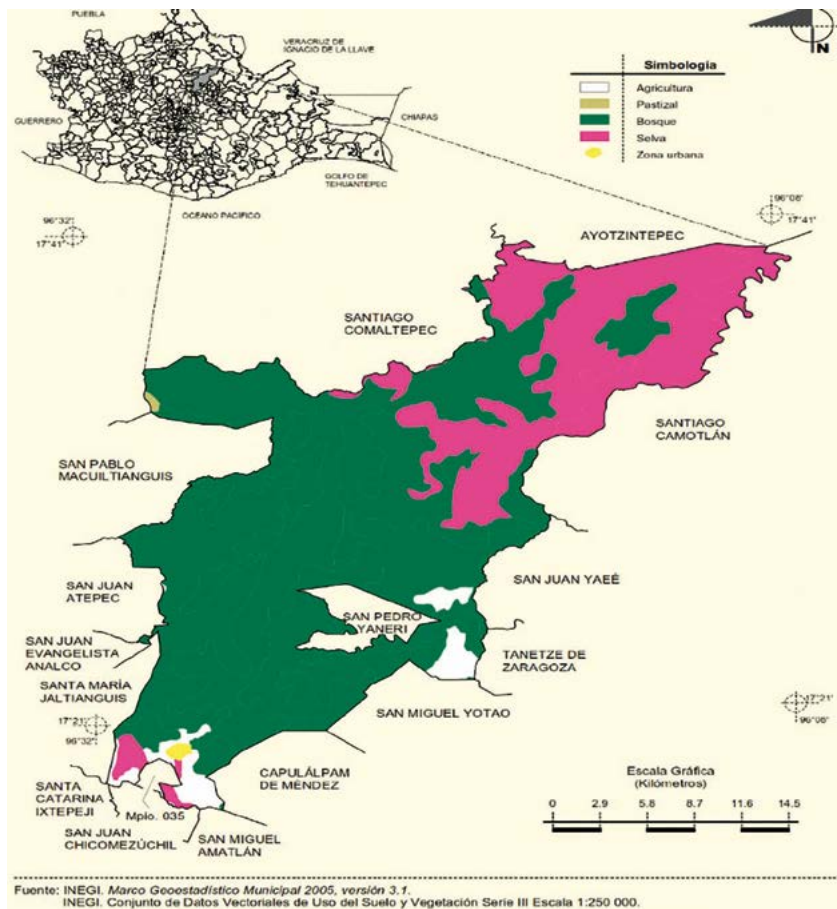 PUEBLA
VERACRUZ DE
IGNACIO DE LA LLAVE
GUERRERO
CHIAPAS
GOLFO DE
TEHUANTEPEC
OCÉANO PACÍFICO
N
Simbología
Agricultura
Pastizal
Bosque
Selva
Zona urbana
96°32'
17°41'
96°08'
17°41'
AYOTZINTEPEC
SANTIAGO
COMALTEPEC
SANTIAGO
CAMOTLÁN
SAN PABLO
MACUILTIANGUIS
SAN JUAN
ATEPEC
SAN JUAN YAEÉ
SAN PEDRO
YANERI
SAN JUAN
EVANGELISTA
ANALCO
TANETZE DE
ZARAGOZA
SANTA MARÍA
JALTIANGUIS
SAN MIGUEL YOTAO
17°21'
96°32'
17°21'
96°08'
CAPULÁLPAM
DE MÉNDEZ
SANTA
CATARINA
IXTEPEJI
Mpio. 035
SAN JUAN
CHICOMEZÚCHIL
SAN MIGUEL
AMATLÁN
Escala Gráfica
(Kilómetros)
0 2.9 5.8 8.7 11.6 14.5
Fuente: INEGI. Marco Geoestadístico Municipal 2005, versión 3.1.
INEGI. Conjunto de Datos Vectoriales de Uso del Suelo y Vegetación Serie III Escala 1:250 000.